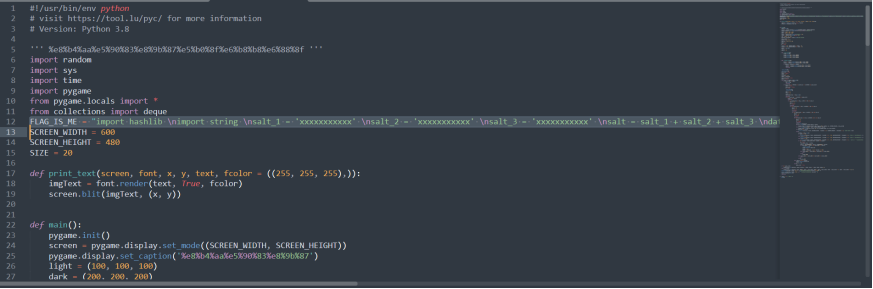 1 #!/usr/bin/env python
2 # visit https://tool.lu/pyc/ for more information
3 # Version: Python 3.8
4
5 ''' %e8%b4%aa%e5%90%83%e8%9b%87%e5%b0%8f%e6%b8%b8%e6%88%8f '''
6 import random
7 import sys
8 import time
9 import pygame
10 from pygame.locals import *
11 from collections import deque
12 FLAG_IS_ME = "import hashlib \nimport string \nsalt_1 = 'xxxxxxxxxxx' \nsalt_2 = 'xxxxxxxxxxx' \nsalt_3 = 'xxxxxxxxxxx' \nsalt = salt_1 + salt_2 + salt_3 \nda
13 SCREEN_WIDTH = 600
14 SCREEN_HEIGHT = 480
15 SIZE = 20
16
17 def print_text(screen, font, x, y, text, fcolor = ((255, 255, 255),)):
18 imgText = font.render(text, True, fcolor)
19 screen.blit(imgText, (x, y))
20
21
22 def main():
23 pygame.init()
24 screen = pygame.display.set_mode((SCREEN_WIDTH, SCREEN_HEIGHT))
25 pygame.display.set_caption('%e8%b4%aa%e5%90%83%e8%9b%87')
26 light = (100, 100, 100)
27 dark = (200, 200, 200)